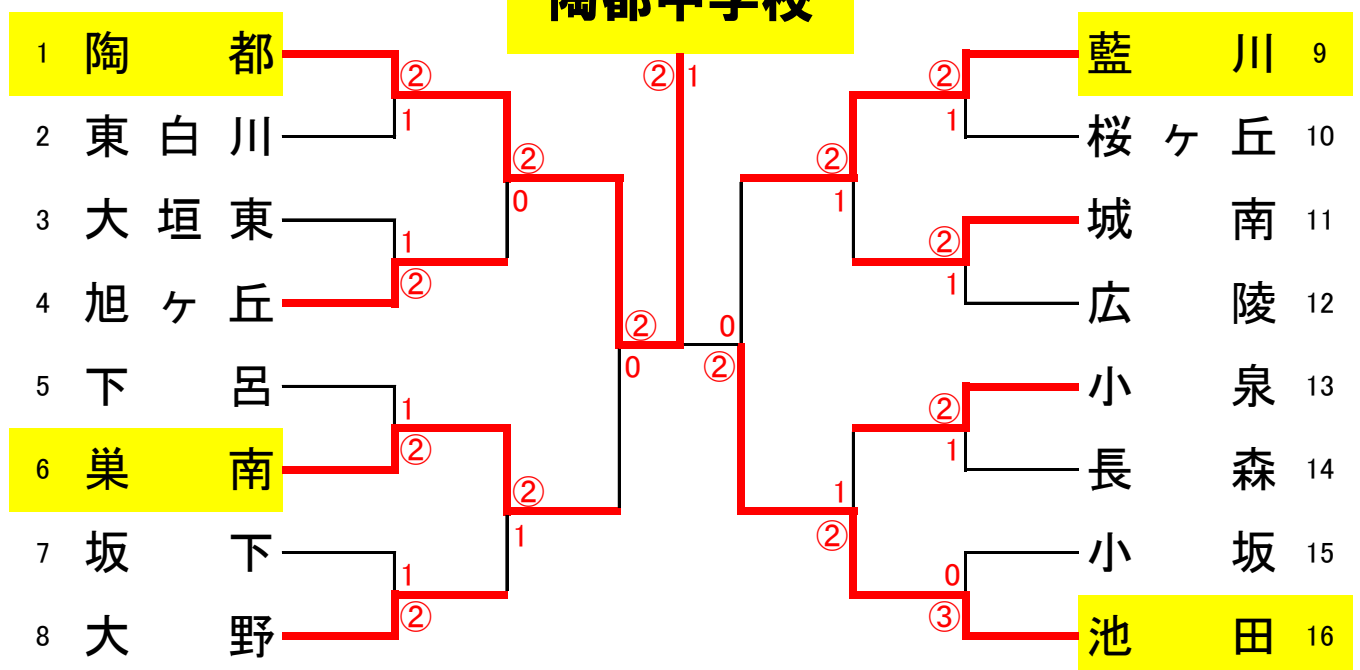 陶都中学校
1 陶都
2 東白川
3 大垣東
4 旭ヶ丘
5 下呂
6 巣南
7 坂下
8 大野
② 1
②
1
②
0
1
②
②
0
1
②
②
1
1
②
藍川 9
桜ヶ丘 10
城南 11
広陵 12
小泉 13
長森 14
小坂 15
池田 16
②
1
②
1
②
1
0
②
②
1
1
②
0
③